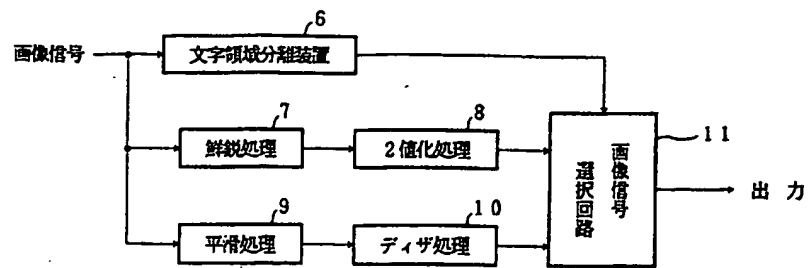 6
画像信号
文字領域分離装置
7
8
鮮鋭処理
2値化処理
画像信号
選択回路
11
出力
9
10
平滑処理
ディザ処理